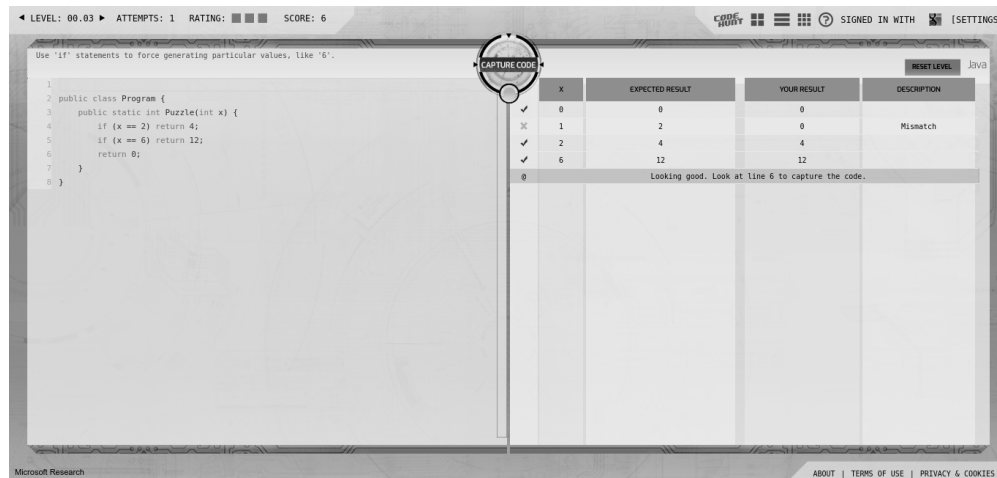 ◄ LEVEL: 00.03 ► ATTEMPTS: 1 RATING: SCORE: 6
CODE HUNT ? SIGNED IN WITH [SETTINGS
Use 'if' statements to force generating particular values, like '6'.
CAPTURE CODE
RESET LEVEL Java
1
2 public class Program {
3 public static int Puzzle(int x) {
4 if (x == 2) return 4;
5 if (x == 6) return 12;
6 return 0;
7 }
8 }
X EXPECTED RESULT YOUR RESULT DESCRIPTION
✓ 0 0 0
✗ 1 2 0 Mismatch
✓ 2 4 4
✓ 6 12 12
@ Looking good. Look at line 6 to capture the code.
Microsoft Research
ABOUT | TERMS OF USE | PRIVACY & COOKIES